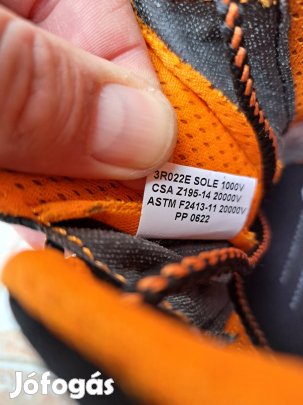 3R022E SOLE 1000V
CSA Z195-14 20000V
ASTM F2413-11 20000V
PP 0622
Jófogás